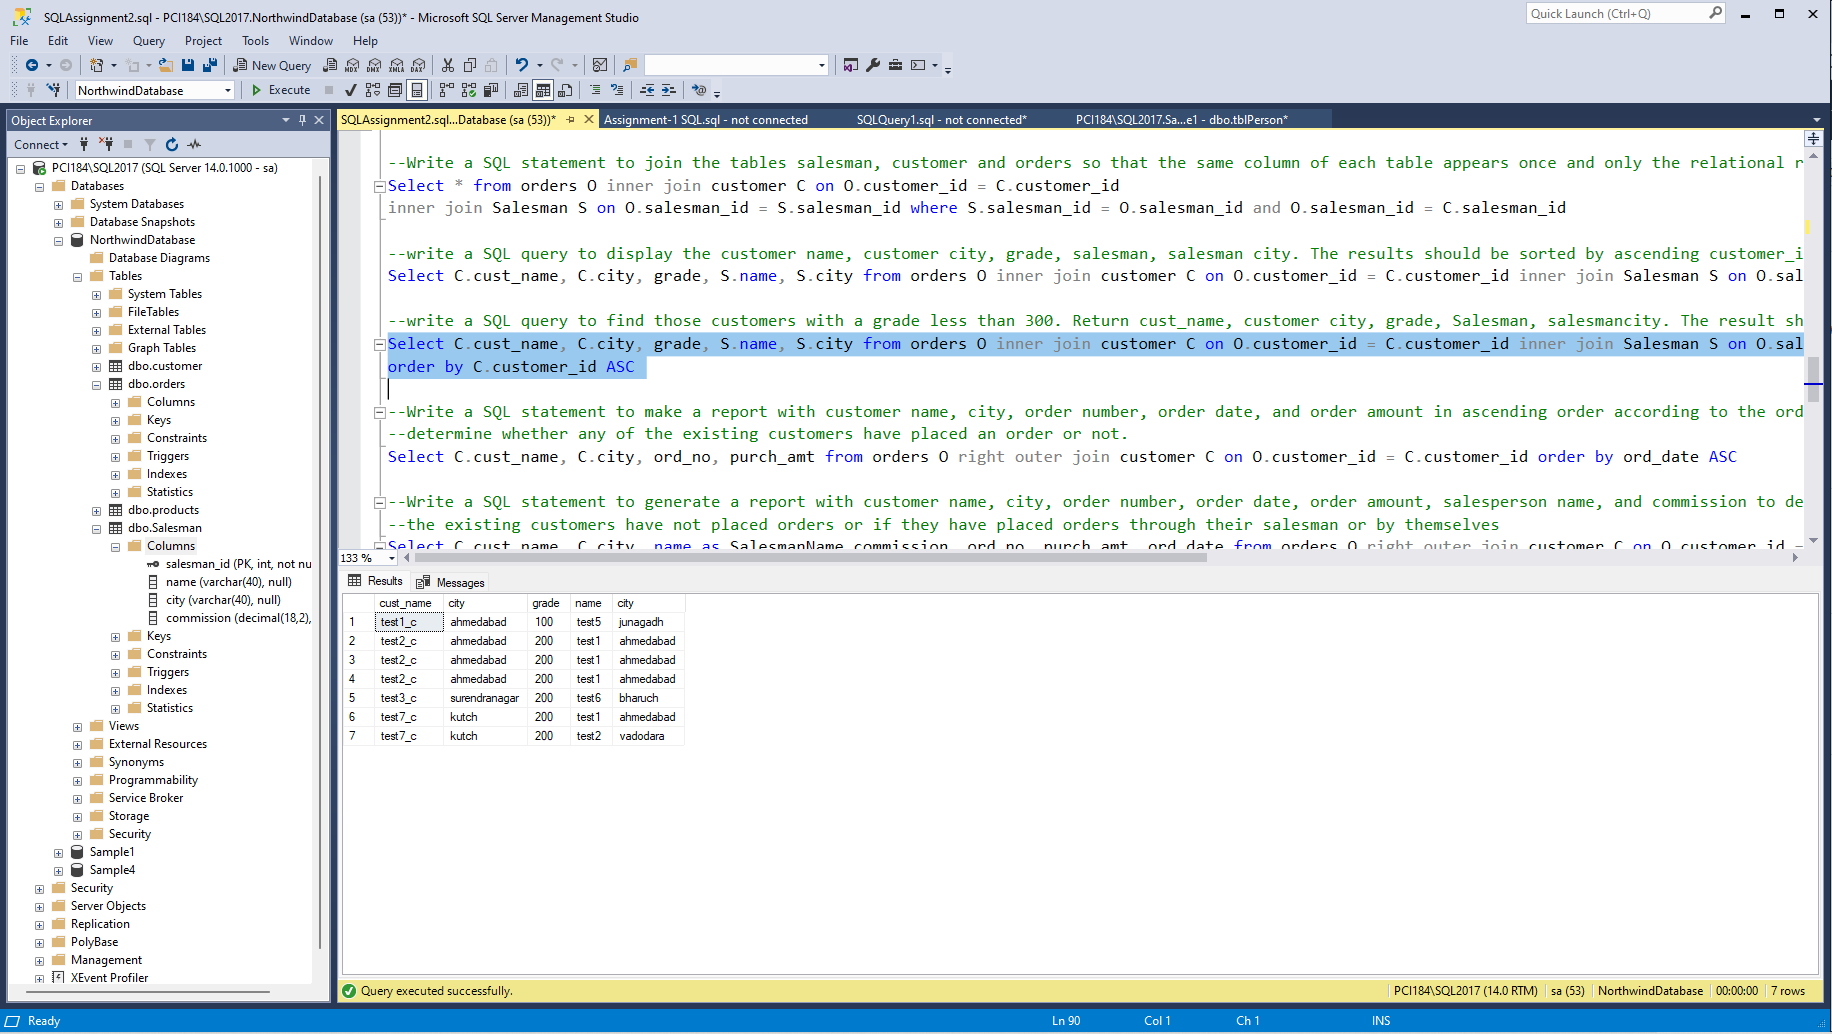 SQLAssignment2.sql - PCI184\SQL2017.NorthwindDatabase (sa (53))* - Microsoft SQL Server Management Studio
Quick Launch (Ctrl+Q)
File Edit View Query Project Tools Window Help
New Query MDX DMX XMLA DAX
NorthwindDatabase Execute
Object Explorer
Connect
PCI184\SQL2017 (SQL Server 14.0.1000 - sa)
Databases
System Databases
Database Snapshots
NorthwindDatabase
Database Diagrams
Tables
System Tables
FileTables
External Tables
Graph Tables
dbo.customer
dbo.orders
Columns
Keys
Constraints
Triggers
Indexes
Statistics
dbo.products
dbo.Salesman
Columns
salesman_id (PK, int, not nu
name (varchar(40), null)
city (varchar(40), null)
commission (decimal(18,2),
Keys
Constraints
Triggers
Indexes
Statistics
Views
External Resources
Synonyms
Programmability
Service Broker
Storage
Security
Sample1
Sample4
Security
Server Objects
Replication
PolyBase
Management
XEvent Profiler
SQLAssignment2.sql...Database (sa (53))* Assignment-1 SQL.sql - not connected SQLQuery1.sql - not connected* PCI184\SQL2017.Sa...e1 - dbo.tblPerson*
--Write a SQL statement to join the tables salesman, customer and orders so that the same column of each table appears once and only the relational r
Select * from orders O inner join customer C on O.customer_id = C.customer_id
inner join Salesman S on O.salesman_id = S.salesman_id where S.salesman_id = O.salesman_id and O.salesman_id = C.salesman_id
--write a SQL query to display the customer name, customer city, grade, salesman, salesman city. The results should be sorted by ascending customer_i
Select C.cust_name, C.city, grade, S.name, S.city from orders O inner join customer C on O.customer_id = C.customer_id inner join Salesman S on O.sal
--write a SQL query to find those customers with a grade less than 300. Return cust_name, customer city, grade, Salesman, salesmancity. The result sh
Select C.cust_name, C.city, grade, S.name, S.city from orders O inner join customer C on O.customer_id = C.customer_id inner join Salesman S on O.sal
order by C.customer_id ASC
--Write a SQL statement to make a report with customer name, city, order number, order date, and order amount in ascending order according to the ord
--determine whether any of the existing customers have placed an order or not.
Select C.cust_name, C.city, ord_no, purch_amt from orders O right outer join customer C on O.customer_id = C.customer_id order by ord_date ASC
--Write a SQL statement to generate a report with customer name, city, order number, order date, order amount, salesperson name, and commission to de
--the existing customers have not placed orders or if they have placed orders through their salesman or by themselves
Select C.cust_name, C.city, name as SalesmanName,commission, ord_no, purch_amt, ord_date from orders O right outer join customer C on O.customer_id =
133 %
Results Messages
cust_name city grade name city
1 test1_c ahmedabad 100 test5 junagadh
2 test2_c ahmedabad 200 test1 ahmedabad
3 test2_c ahmedabad 200 test1 ahmedabad
4 test2_c ahmedabad 200 test1 ahmedabad
5 test3_c surendranagar 200 test6 bharuch
6 test7_c kutch 200 test1 ahmedabad
7 test7_c kutch 200 test2 vadodara
Query executed successfully. PCI184\SQL2017 (14.0 RTM) sa (53) NorthwindDatabase 00:00:00 7 rows
Ready Ln 90 Col 1 Ch 1 INS